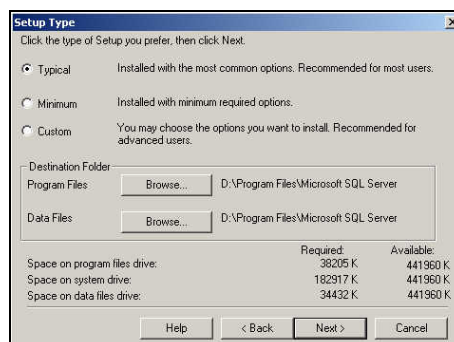 Setup Type
Click the type of Setup you prefer, then click Next.
Typical Installed with the most common options. Recommended for most users.
Minimum Installed with minimum required options.
Custom You may choose the options you want to install. Recommended for
advanced users.
Destination Folder
Program Files Browse... D:\Program Files\Microsoft SQL Server
Data Files Browse... D:\Program Files\Microsoft SQL Server
Required: Available:
Space on program files drive: 38205 K 441960 K
Space on system drive: 182917 K 441960 K
Space on data files drive: 34432 K 441960 K
Help < Back Next > Cancel